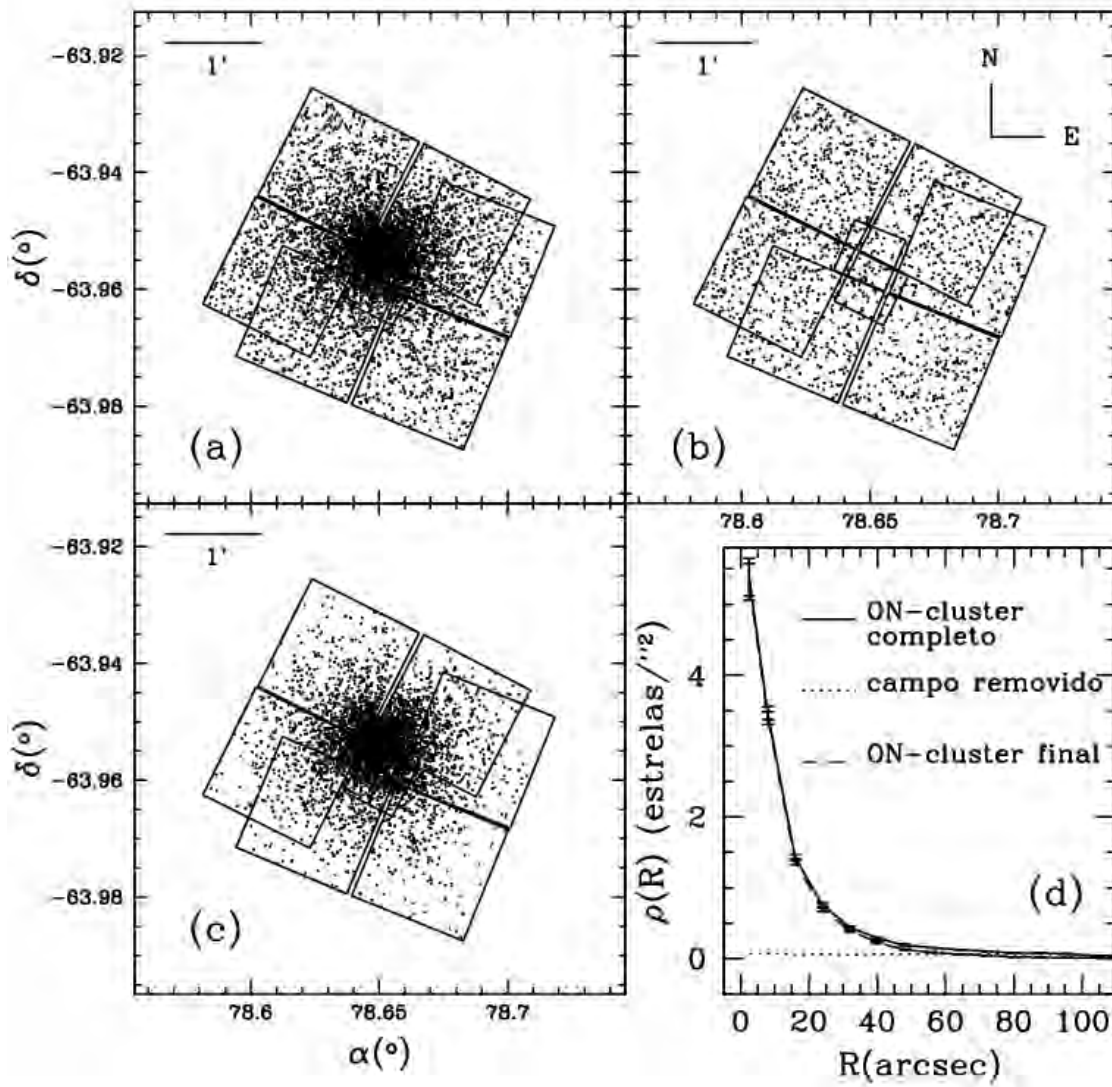 −63.92
−63.94
−63.96
−63.98
δ(°)
1'
(a)
1'
N
E
(b)
78.6
78.65
78.7
−63.92
−63.94
−63.96
−63.98
δ(°)
1'
(c)
78.6
78.65
78.7
α(°)
ρ(R) (estrelas/"²)
4
2
0
ON−cluster
completo
campo removido
ON−cluster final
(d)
0
20
40
60
80
100
R(arcsec)